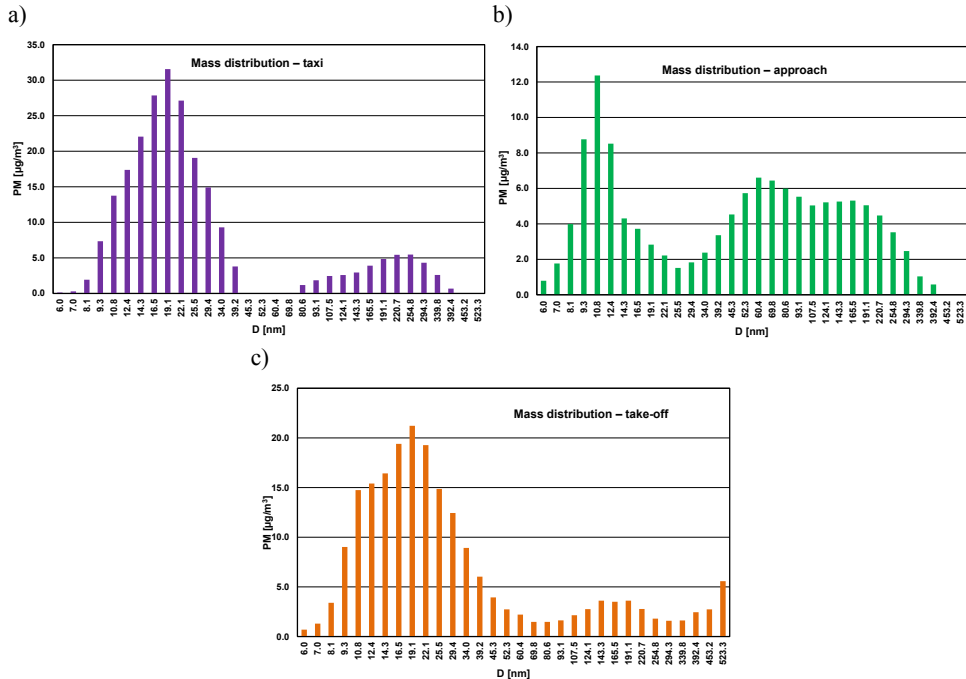 a)
Mass distribution – taxi
PM [µg/m³]
35.0
30.0
25.0
20.0
15.0
10.0
5.0
0.0
6.0 7.0 8.1 9.3 10.8 12.4 14.3 16.5 19.1 22.1 25.5 29.4 34.0 39.2 45.3 52.3 60.4 69.8 80.6 93.1 107.5 124.1 143.3 165.5 191.1 220.7 254.8 294.3 339.8 392.4 453.2 523.3
D [nm]
b)
Mass distribution – approach
PM [µg/m³]
14.0
12.0
10.0
8.0
6.0
4.0
2.0
0.0
6.0 7.0 8.1 9.3 10.8 12.4 14.3 16.5 19.1 22.1 25.5 29.4 34.0 39.2 45.3 52.3 60.4 69.8 80.6 93.1 107.5 124.1 143.3 165.5 191.1 220.7 254.8 294.3 339.8 392.4 453.2 523.3
D [nm]
c)
Mass distribution – take-off
PM [µg/m³]
25.0
20.0
15.0
10.0
5.0
0.0
6.0 7.0 8.1 9.3 10.8 12.4 14.3 16.5 19.1 22.1 25.5 29.4 34.0 39.2 45.3 52.3 60.4 69.8 80.6 93.1 107.5 124.1 143.3 165.5 191.1 220.7 254.8 294.3 339.8 392.4 453.2 523.3
D [nm]